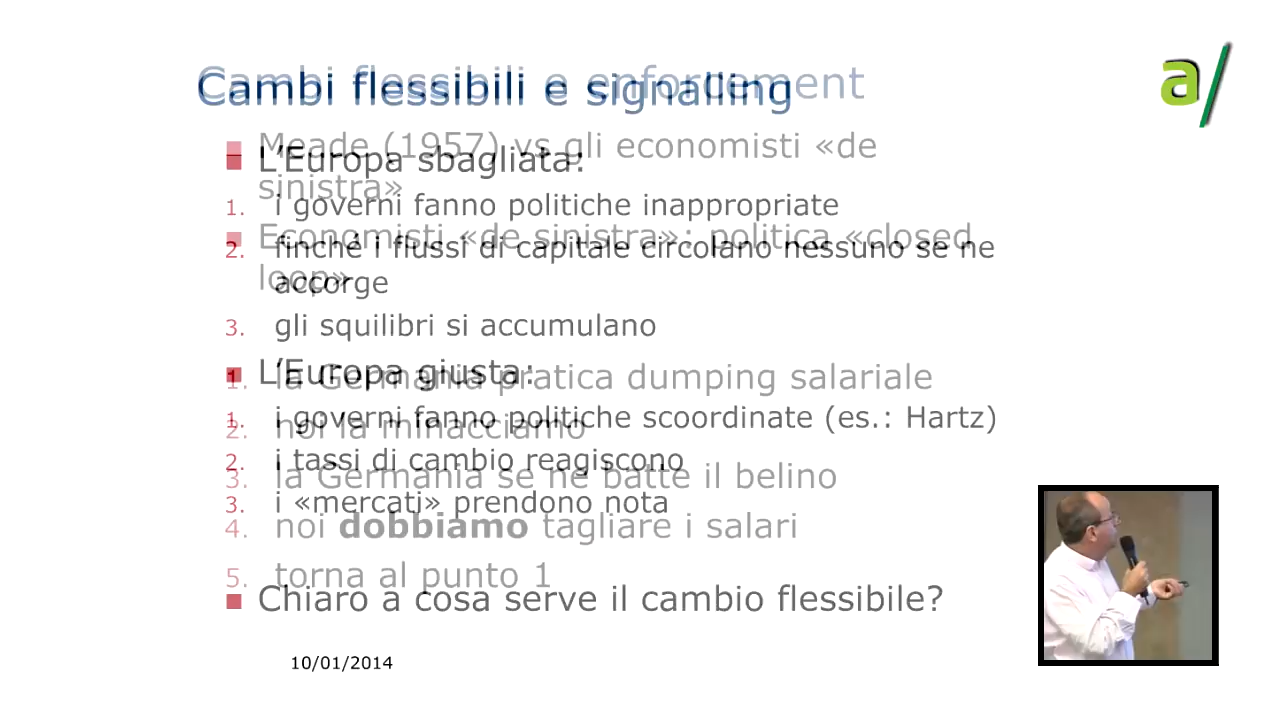 Cambi flessibili e signalling
L'Europa sbagliata:
1. i governi fanno politiche inappropriate
2. finché i flussi di capitale circolano nessuno se ne
accorge
3. gli squilibri si accumulano
L'Europa giusta:
1. i governi fanno politiche scoordinate (es.: Hartz)
2. i tassi di cambio reagiscono
3. i «mercati» prendono nota
Chiaro a cosa serve il cambio flessibile?
Cambi flessibili e enforcement
Meade (1957) vs gli economisti «de
sinistra»
Economisti «de sinistra»: politica «closed
loop»
1. la Germania pratica dumping salariale
2. noi la minacciamo
3. la Germania se ne batte il belino
4. noi dobbiamo tagliare i salari
5. torna al punto 1
10/01/2014
a/